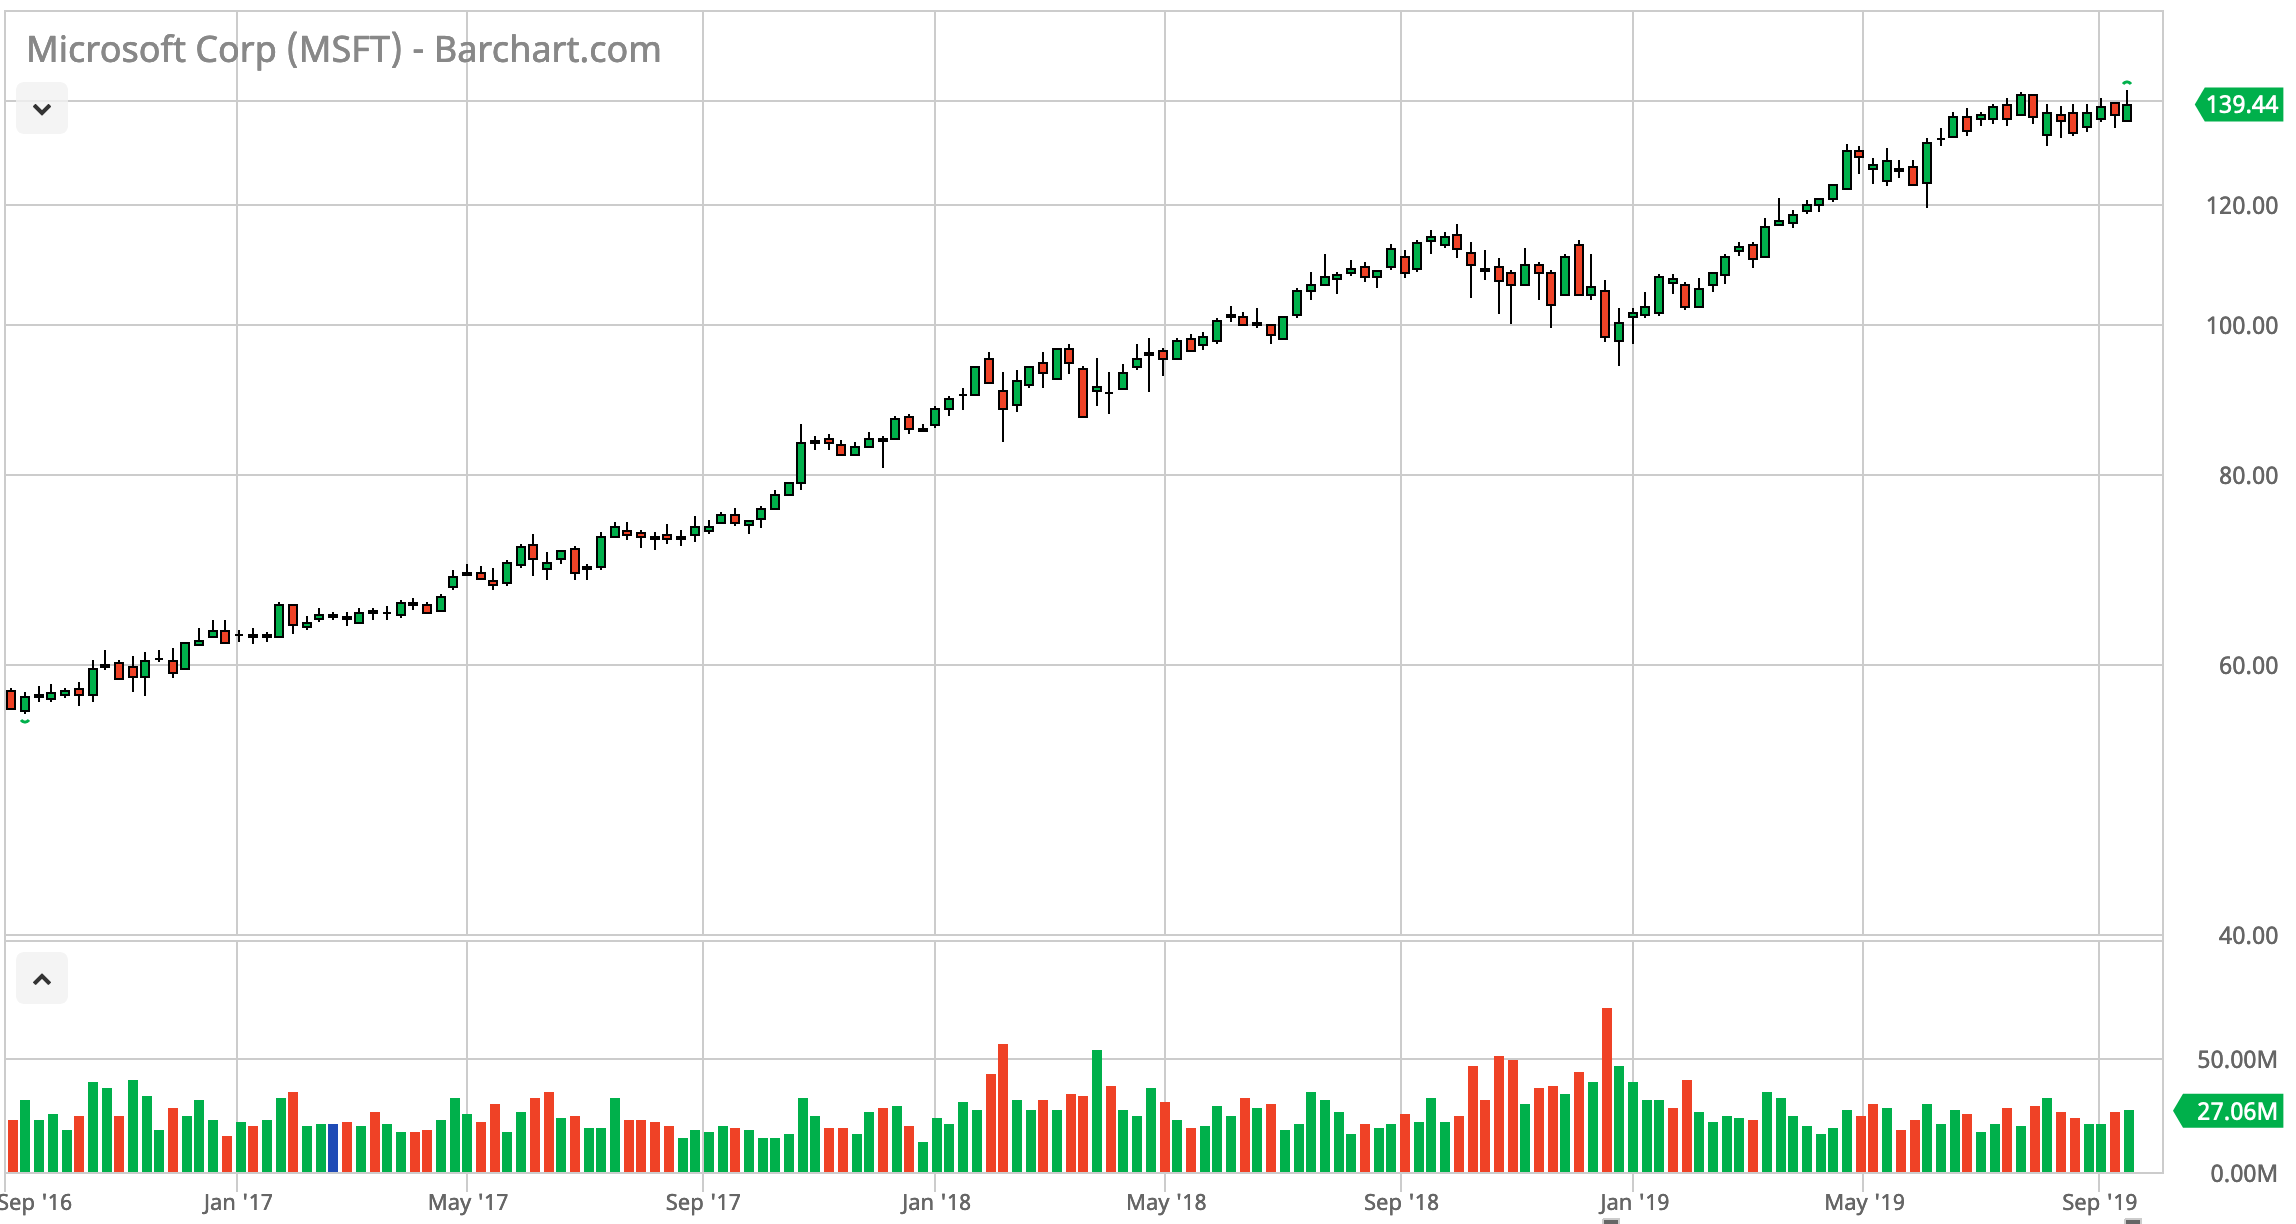 Microsoft Corp (MSFT) - Barchart.com
139.44
120.00
100.00
80.00
60.00
40.00
50.00M
27.06M
0.00M
Sep '16 Jan '17 May '17 Sep '17 Jan '18 May '18 Sep '18 Jan '19 May '19 Sep '19